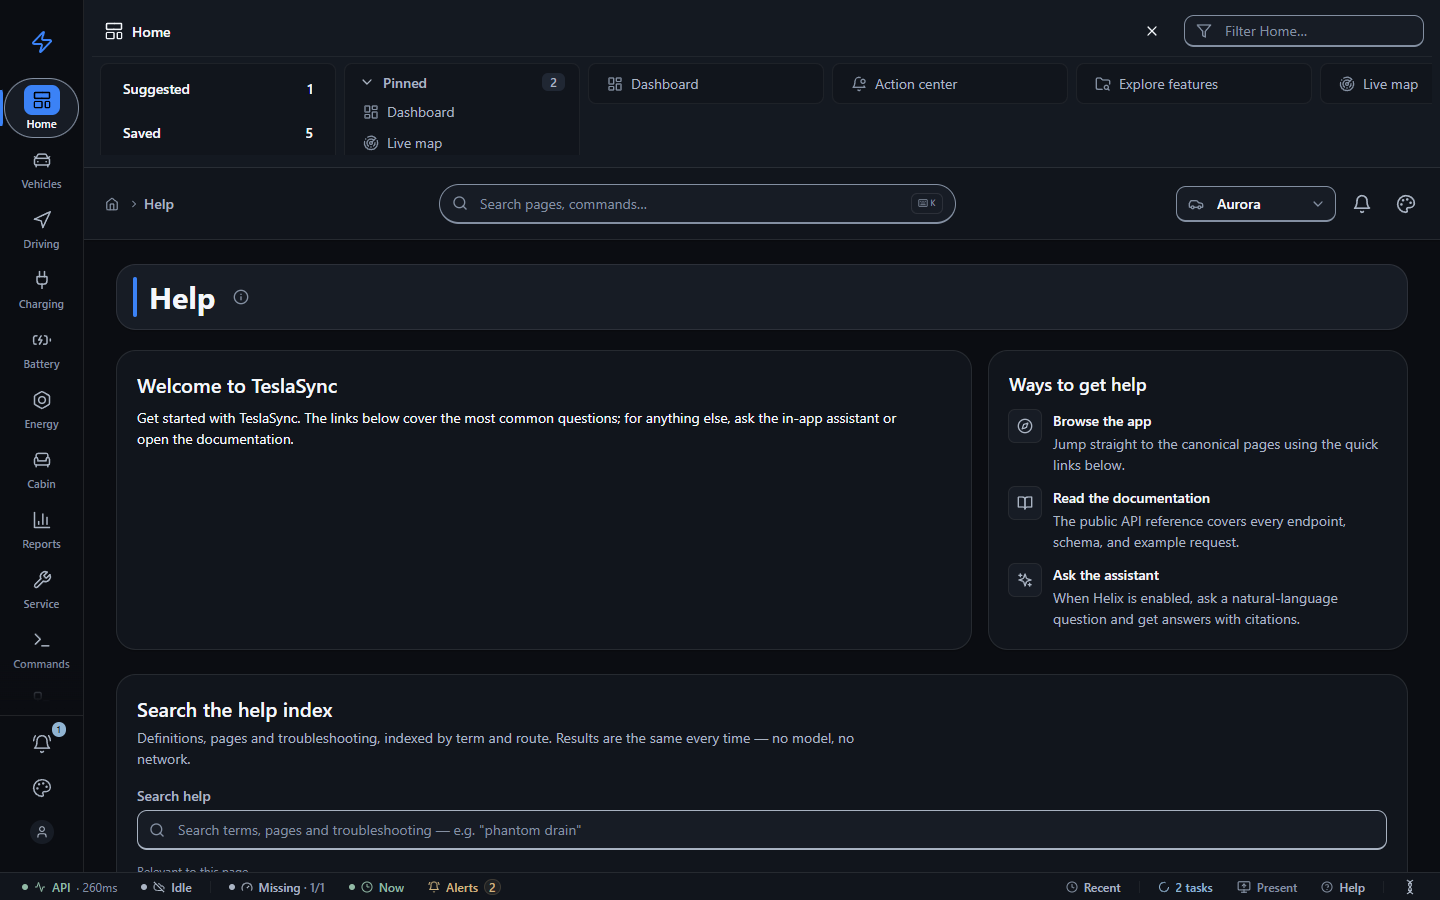 Home
Filter Home...
Suggested 1
Saved 5
Pinned 2
Dashboard
Live map
Dashboard
Action center
Explore features
Live map
Home
Vehicles
Driving
Charging
Battery
Energy
Cabin
Reports
Service
Commands
1
Help
Search pages, commands...
K
Aurora
Help
Welcome to TeslaSync
Get started with TeslaSync. The links below cover the most common questions; for anything else, ask the in-app assistant or
open the documentation.
Ways to get help
Browse the app
Jump straight to the canonical pages using the quick
links below.
Read the documentation
The public API reference covers every endpoint,
schema, and example request.
Ask the assistant
When Helix is enabled, ask a natural-language
question and get answers with citations.
Search the help index
Definitions, pages and troubleshooting, indexed by term and route. Results are the same every time — no model, no
network.
Search help
Search terms, pages and troubleshooting — e.g. "phantom drain"
Relevant to this page
API · 260ms
Idle
Missing · 1/1
Now
Alerts 2
Recent
2 tasks
Present
Help